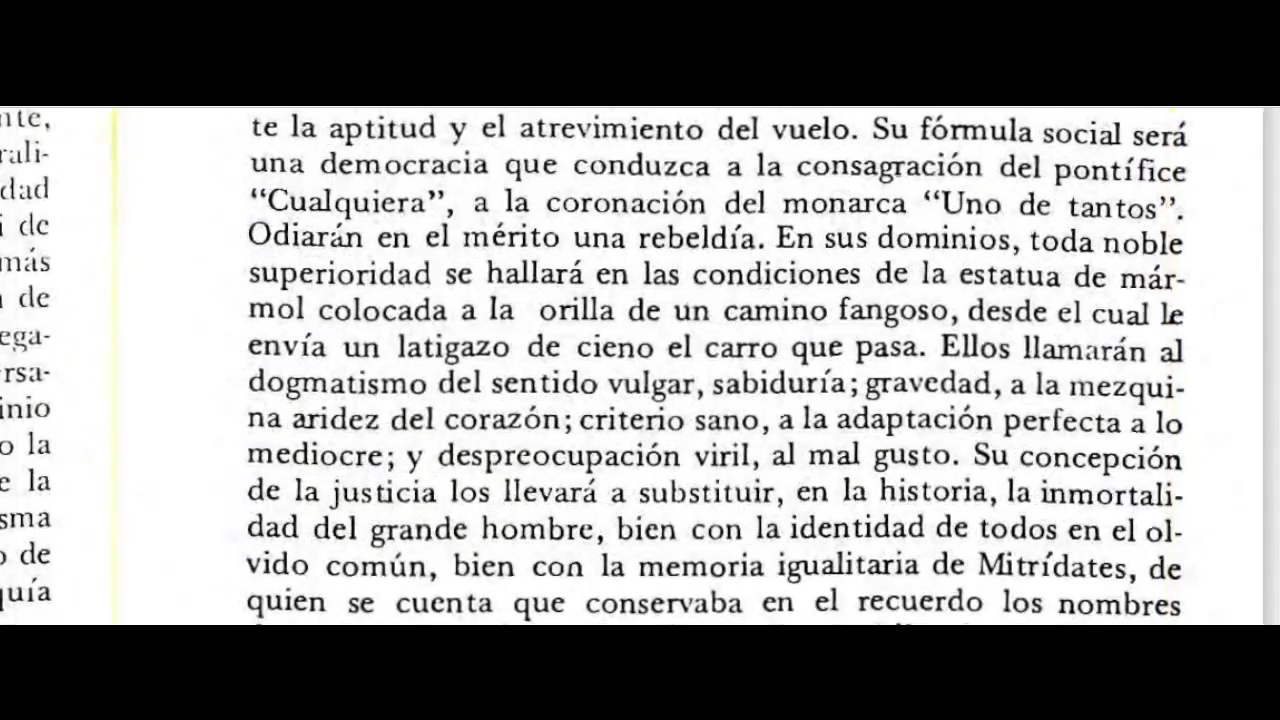 te la aptitud y el atrevimiento del vuelo. Su fórmula social será
una democracia que conduzca a la consagración del pontífice
“Cualquiera”, a la coronación del monarca “Uno de tantos”.
Odiarán en el mérito una rebeldía. En sus dominios, toda noble
superioridad se hallará en las condiciones de la estatua de már-
mol colocada a la orilla de un camino fangoso, desde el cual le
envía un latigazo de cieno el carro que pasa. Ellos llamarán al
dogmatismo del sentido vulgar, sabiduría; gravedad, a la mezqui-
na aridez del corazón; criterio sano, a la adaptación perfecta a lo
mediocre; y despreocupación viril, al mal gusto. Su concepción
de la justicia los llevará a substituir, en la historia, la inmortali-
dad del grande hombre, bien con la identidad de todos en el ol-
vido común, bien con la memoria igualitaria de Mitrídates, de
quien se cuenta que conservaba en el recuerdo los nombres